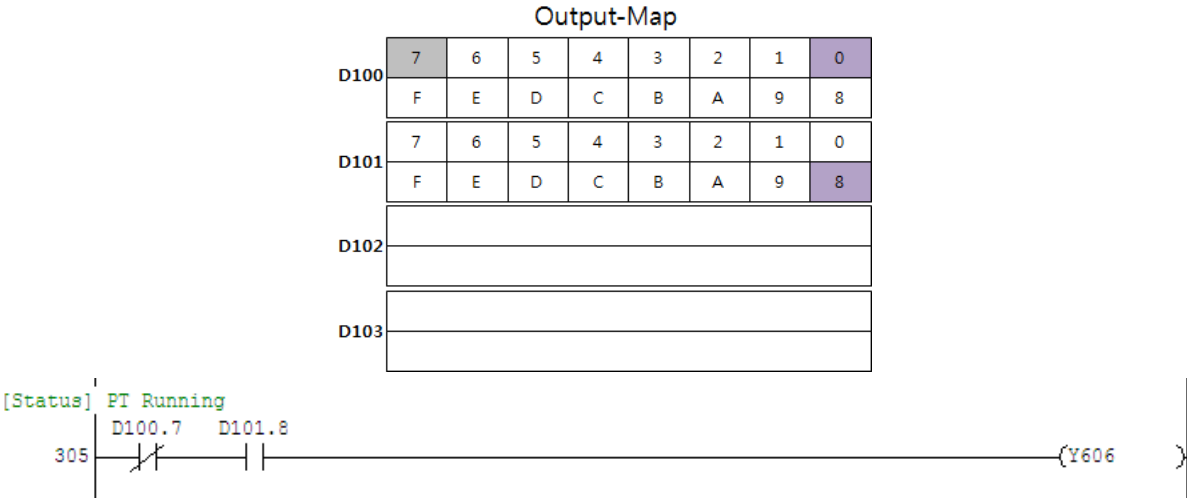 Output-Map
D100
7 6 5 4 3 2 1 0
F E D C B A 9 8
D101
7 6 5 4 3 2 1 0
F E D C B A 9 8
D102
D103
[Status] PT Running
D100.7 D101.8
305 (Y606 )